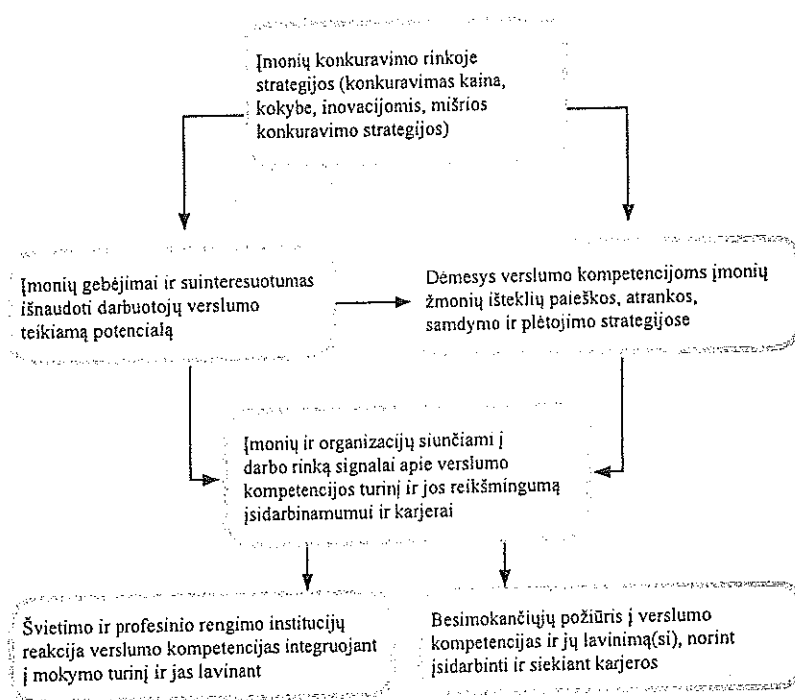 Įmonių konkuravimo rinkoje
strategijos (konkuravimas kaina,
kokybe, inovacijomis, mišrios
konkuravimo strategijos)
Įmonių gebėjimai ir suinteresuotumas
išnaudoti darbuotojų verslumo
teikiamą potencialą
Dėmesys verslumo kompetencijoms įmonių
žmonių išteklių paieškos, atrankos,
samdymo ir plėtojimo strategijose
Įmonių ir organizacijų siunčiami į
darbo rinką signalai apie verslumo
kompetencijos turinį ir jos reikšmingumą
įsidarbinamumui ir karjerai
Švietimo ir profesinio rengimo institucijų
reakcija verslumo kompetencijas integruojant
į mokymo turinį ir jas lavinant
Besimokančiųjų požiūris į verslumo
kompetencijas ir jų lavinimą(si), norint
įsidarbinti ir siekiant karjeros